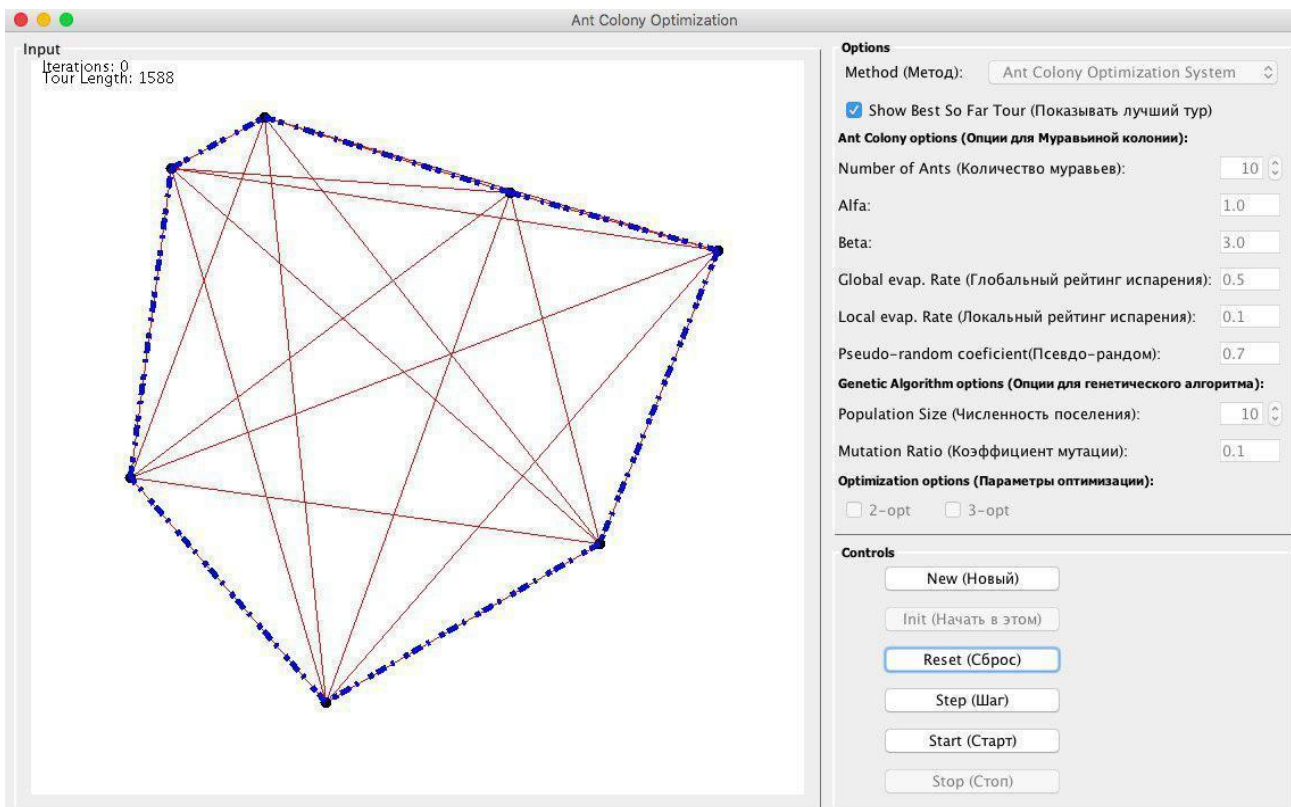 Ant Colony Optimization
Input
Iterations: 0
Tour Length: 1588
Options
Method (Метод): Ant Colony Optimization System
Show Best So Far Tour (Показывать лучший тур)
Ant Colony options (Опции для Муравьиной колонии):
Number of Ants (Количество муравьев): 10
Alfa: 1.0
Beta: 3.0
Global evap. Rate (Глобальный рейтинг испарения): 0.5
Local evap. Rate (Локальный рейтинг испарения): 0.1
Pseudo-random coeficient(Псевдо-рандом): 0.7
Genetic Algorithm options (Опции для генетического алгоритма):
Population Size (Численность поселения): 10
Mutation Ratio (Коэффициент мутации): 0.1
Optimization options (Параметры оптимизации):
2-opt 3-opt
Controls
New (Новый)
Init (Начать в этом)
Reset (Сброс)
Step (Шаг)
Start (Старт)
Stop (Стоп)